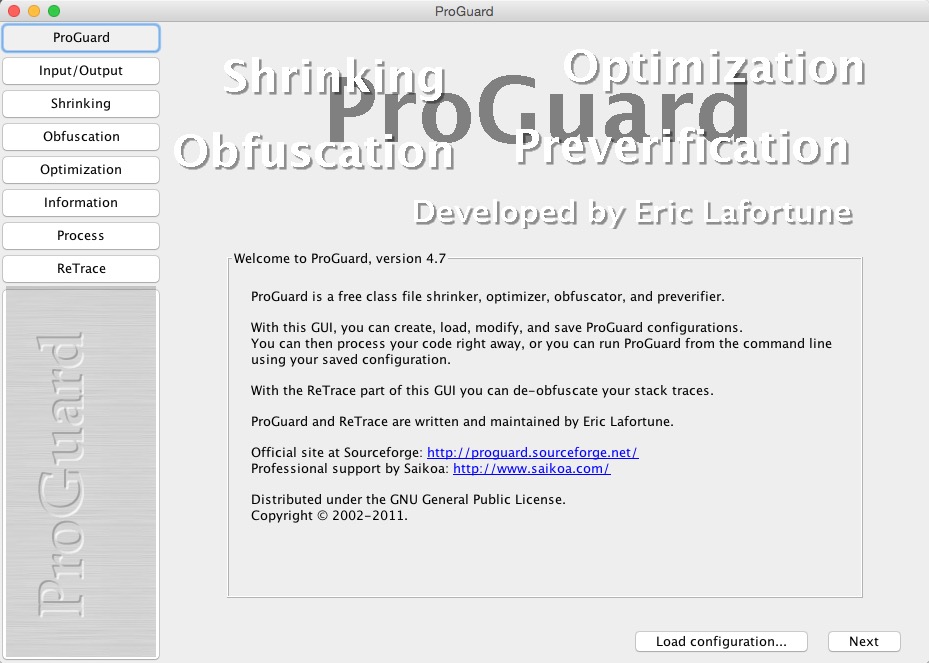 ProGuard
ProGuard
Input/Output
Shrinking
Obfuscation
Optimization
Information
Process
ReTrace
ProGuard
Shrinking
Optimization
ProGuard
Obfuscation
Preverification
Developed by Eric Lafortune
Welcome to ProGuard, version 4.7
ProGuard is a free class file shrinker, optimizer, obfuscator, and preverifier.
With this GUI, you can create, load, modify, and save ProGuard configurations.
You can then process your code right away, or you can run ProGuard from the command line
using your saved configuration.
With the ReTrace part of this GUI you can de-obfuscate your stack traces.
ProGuard and ReTrace are written and maintained by Eric Lafortune.
Official site at Sourceforge: http://proguard.sourceforge.net/
Professional support by Saikoa: http://www.saikoa.com/
Distributed under the GNU General Public License.
Copyright © 2002-2011.
Load configuration...
Next